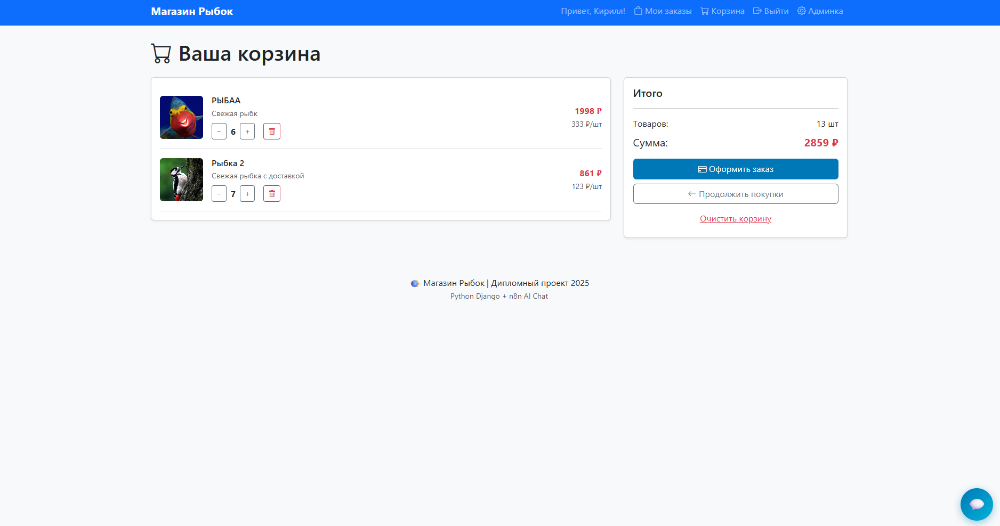 Магазин Рыбок
Привет, Кирилл! Мои заказы Корзина Выйти Админка
Ваша корзина
РЫБАА
Свежая рыбк
− 6 +
1998 ₽
333 ₽/шт
Рыбка 2
Свежая рыбка с доставкой
− 7 +
861 ₽
123 ₽/шт
Итого
Товаров: 13 шт
Сумма: 2859 ₽
Оформить заказ
← Продолжить покупки
Очистить корзину
Магазин Рыбок | Дипломный проект 2025
Python Django + n8n AI Chat